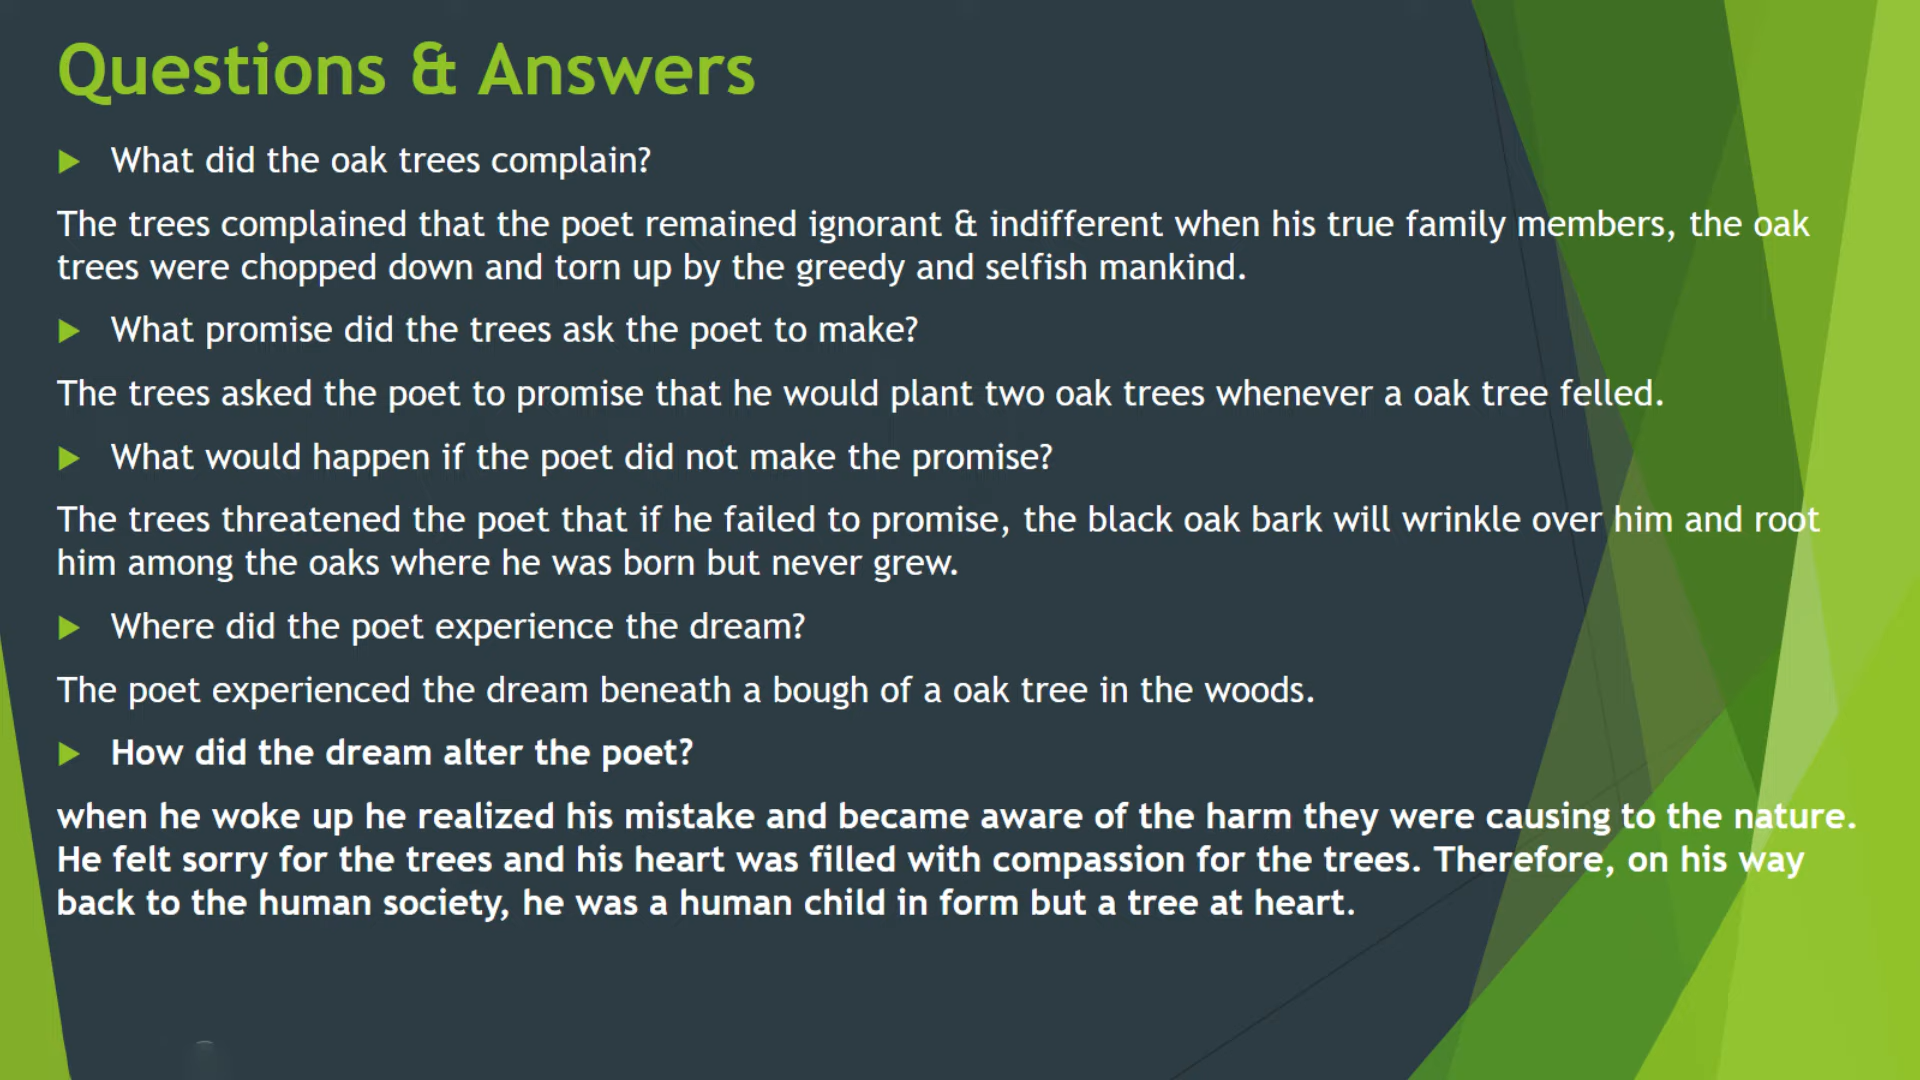 Questions & Answers
What did the oak trees complain?
The trees complained that the poet remained ignorant & indifferent when his true family members, the oak
trees were chopped down and torn up by the greedy and selfish mankind.
What promise did the trees ask the poet to make?
The trees asked the poet to promise that he would plant two oak trees whenever a oak tree felled.
What would happen if the poet did not make the promise?
The trees threatened the poet that if he failed to promise, the black oak bark will wrinkle over him and root
him among the oaks where he was born but never grew.
Where did the poet experience the dream?
The poet experienced the dream beneath a bough of a oak tree in the woods.
How did the dream alter the poet?
when he woke up he realized his mistake and became aware of the harm they were causing to the nature.
He felt sorry for the trees and his heart was filled with compassion for the trees. Therefore, on his way
back to the human society, he was a human child in form but a tree at heart.